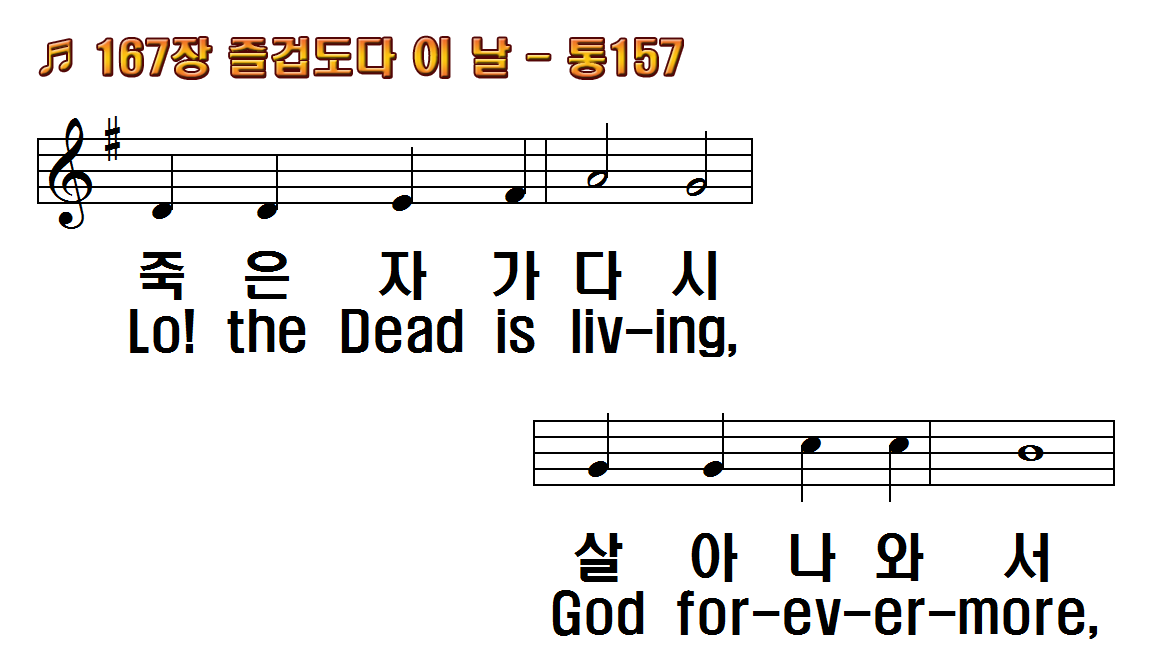 ♬ 167장 즐겁도다 이 날 - 통157
죽 은 자 가 다 시
Lo! the Dead is liv-ing,
살 아 나 와 서
God for-ev-er-more,